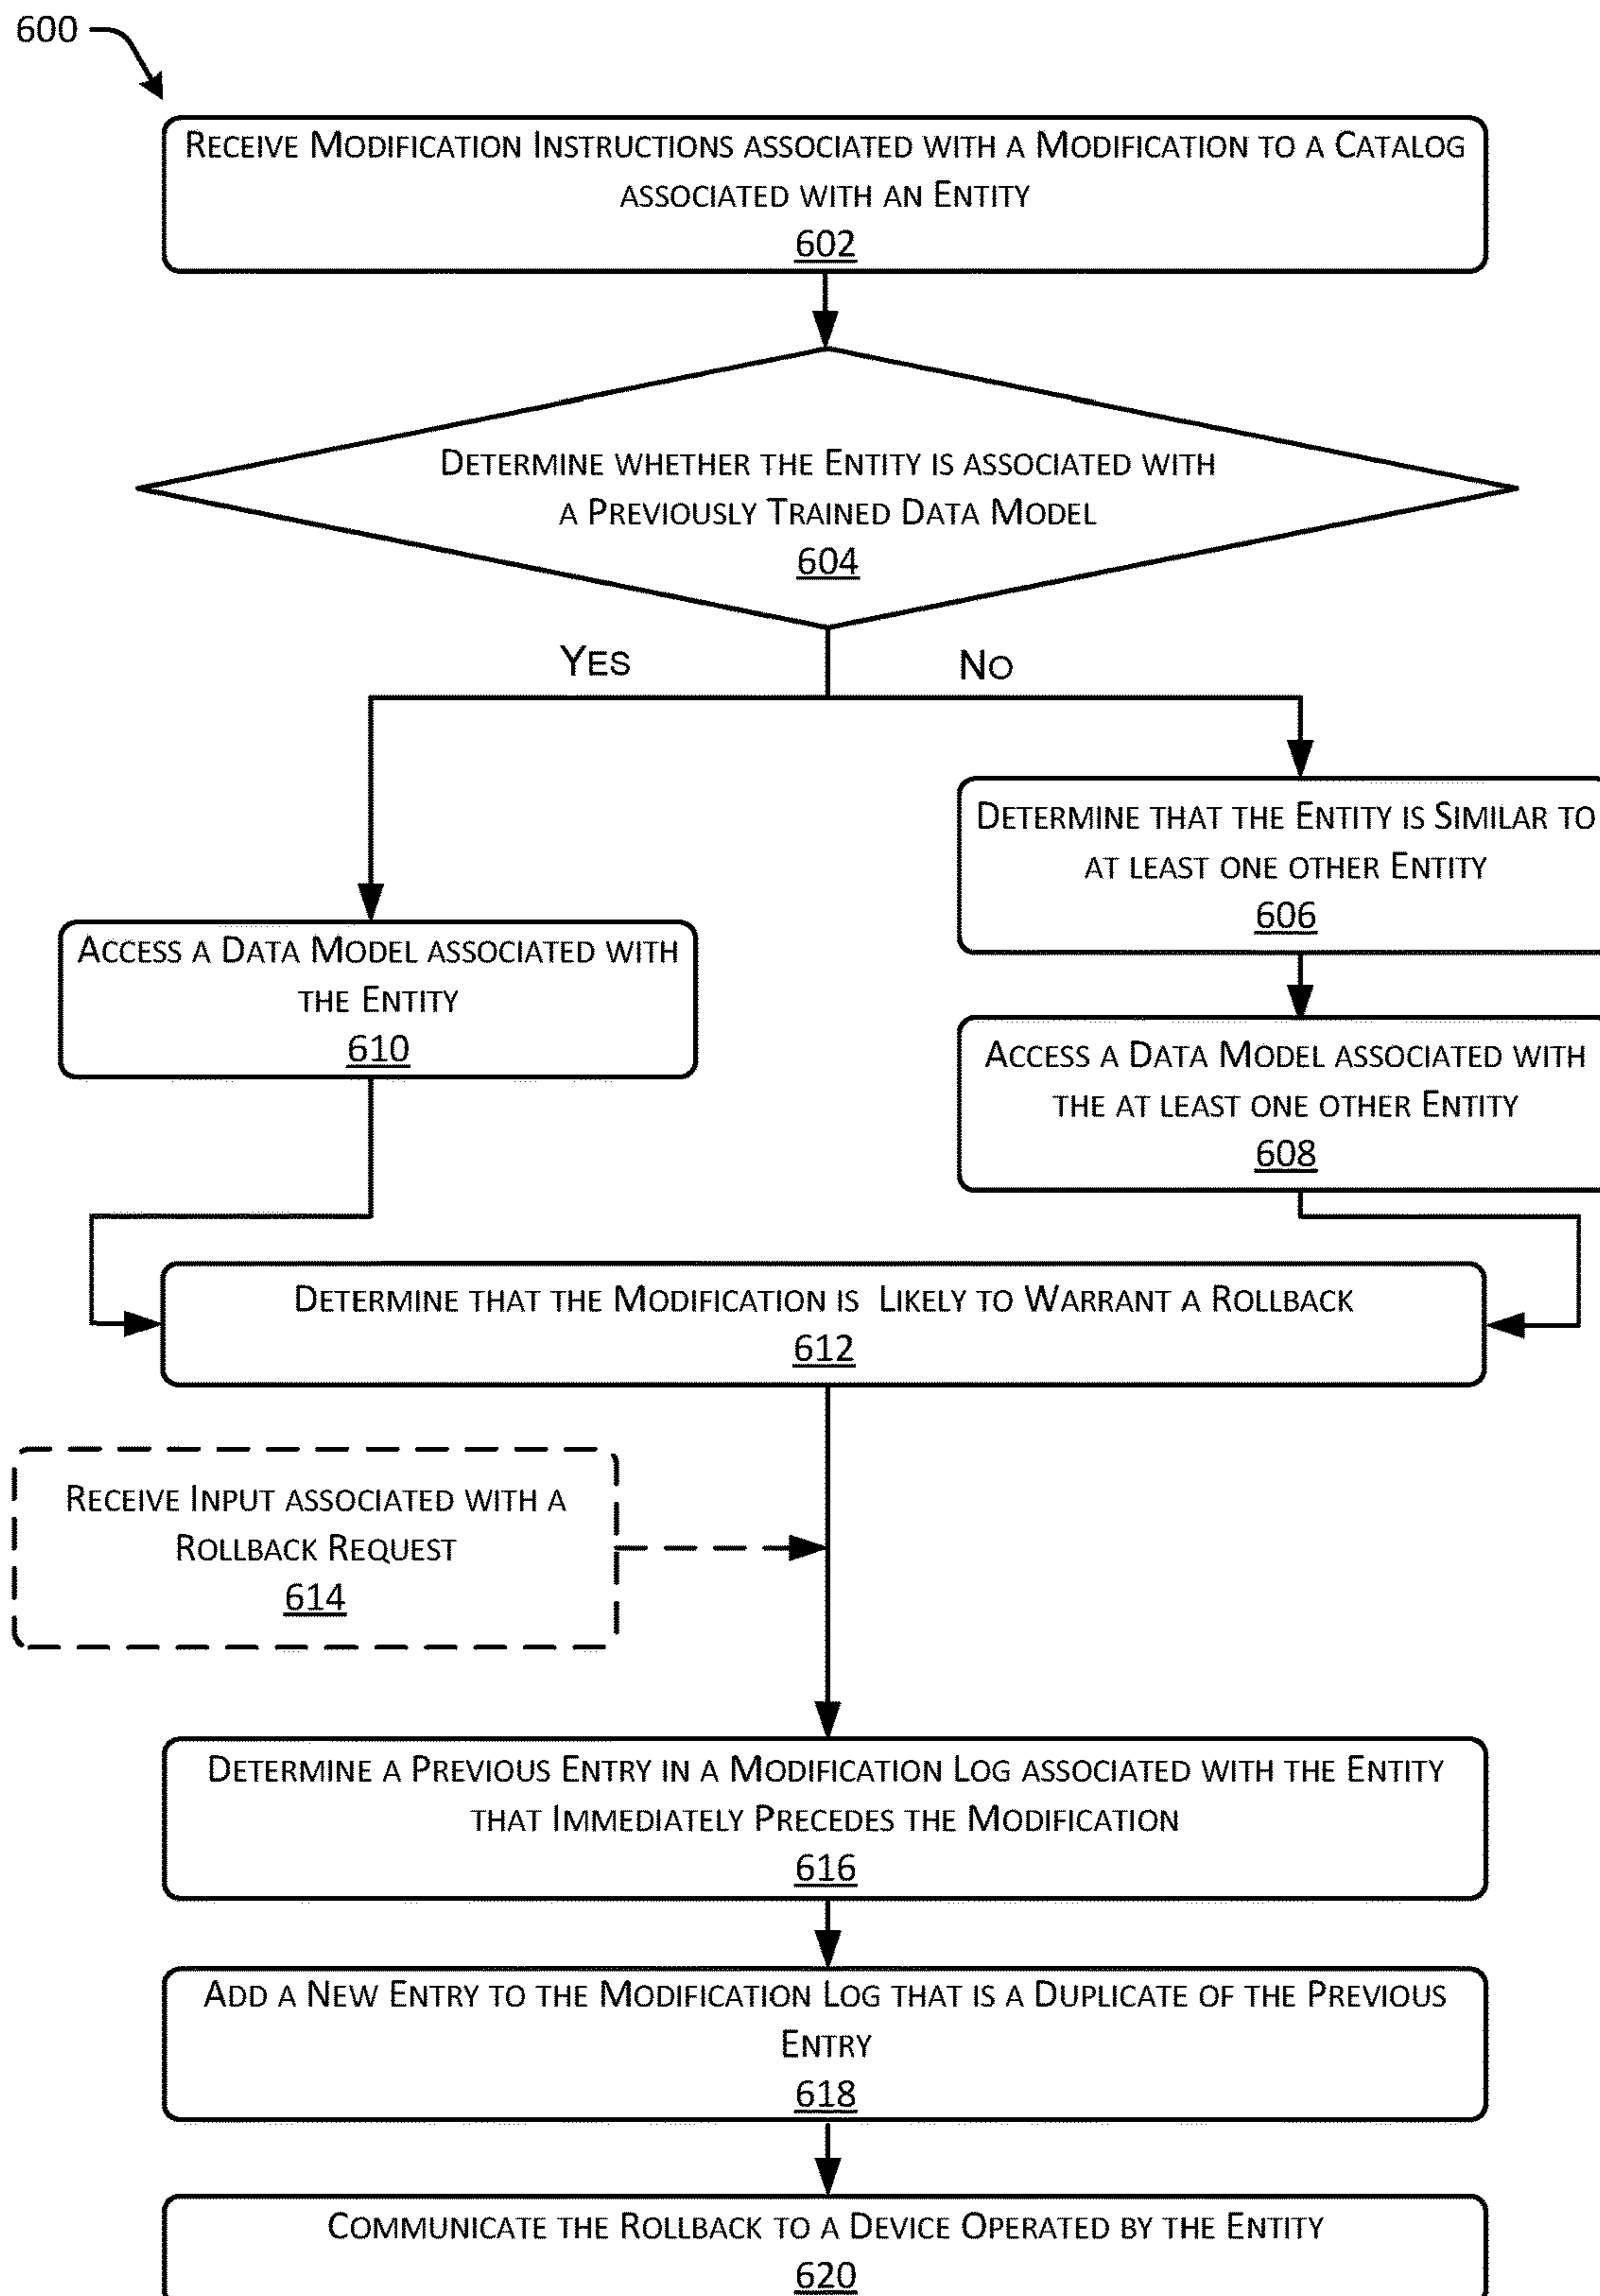 600
RECEIVE MODIFICATION INSTRUCTIONS ASSOCIATED WITH A MODIFICATION TO A CATALOG
ASSOCIATED WITH AN ENTITY
602
DETERMINE WHETHER THE ENTITY IS ASSOCIATED WITH
A PREVIOUSLY TRAINED DATA MODEL
604
YES
NO
DETERMINE THAT THE ENTITY IS SIMILAR TO
AT LEAST ONE OTHER ENTITY
606
ACCESS A DATA MODEL ASSOCIATED WITH
THE ENTITY
610
ACCESS A DATA MODEL ASSOCIATED WITH
THE AT LEAST ONE OTHER ENTITY
608
DETERMINE THAT THE MODIFICATION IS LIKELY TO WARRANT A ROLLBACK
612
RECEIVE INPUT ASSOCIATED WITH A
ROLLBACK REQUEST
614
DETERMINE A PREVIOUS ENTRY IN A MODIFICATION LOG ASSOCIATED WITH THE ENTITY
THAT IMMEDIATELY PRECEDES THE MODIFICATION
616
ADD A NEW ENTRY TO THE MODIFICATION LOG THAT IS A DUPLICATE OF THE PREVIOUS
ENTRY
618
COMMUNICATE THE ROLLBACK TO A DEVICE OPERATED BY THE ENTITY
620